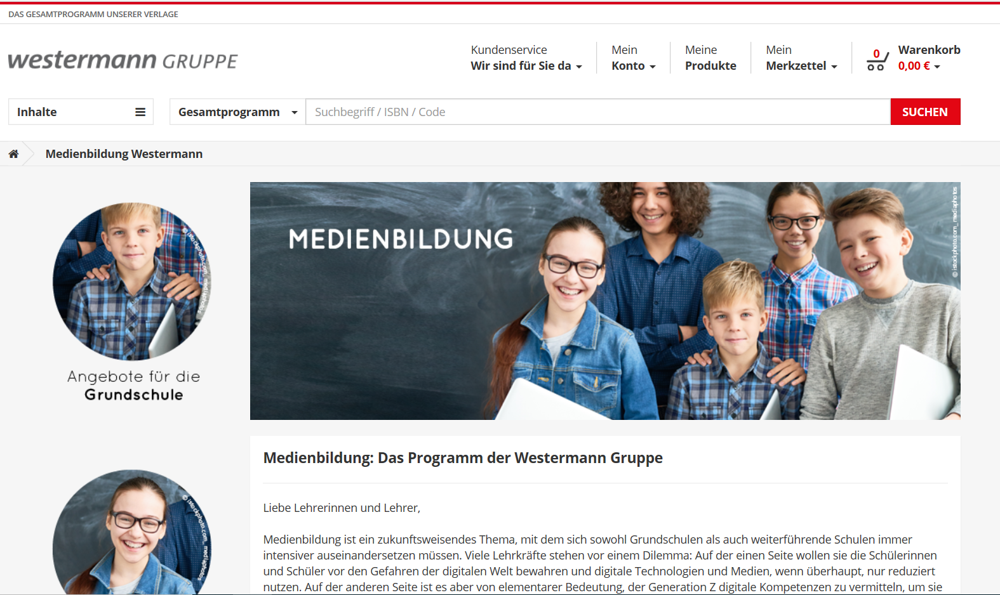 DAS GESAMTPROGRAMM UNSERER VERLAGE
westermann GRUPPE
Kundenservice
Wir sind für Sie da
Mein
Konto
Meine
Produkte
Mein
Merkzettel
0
Warenkorb
0,00 €
Inhalte
Gesamtprogramm
Suchbegriff / ISBN / Code
SUCHEN
Medienbildung Westermann
© istockphoto.com_mediaphotos
Angebote für die
Grundschule
© istockphoto.com_mediaphotos
MEDIENBILDUNG
© istockphoto.com_mediaphotos
Medienbildung: Das Programm der Westermann Gruppe
Liebe Lehrerinnen und Lehrer,
Medienbildung ist ein zukunftsweisendes Thema, mit dem sich sowohl Grundschulen als auch weiterführende Schulen immer
intensiver auseinandersetzen müssen. Viele Lehrkräfte stehen vor einem Dilemma: Auf der einen Seite wollen sie die Schülerinnen
und Schüler vor den Gefahren der digitalen Welt bewahren und digitale Technologien und Medien, wenn überhaupt, nur reduziert
nutzen. Auf der anderen Seite ist es aber von elementarer Bedeutung, der Generation Z digitale Kompetenzen zu vermitteln, um sie